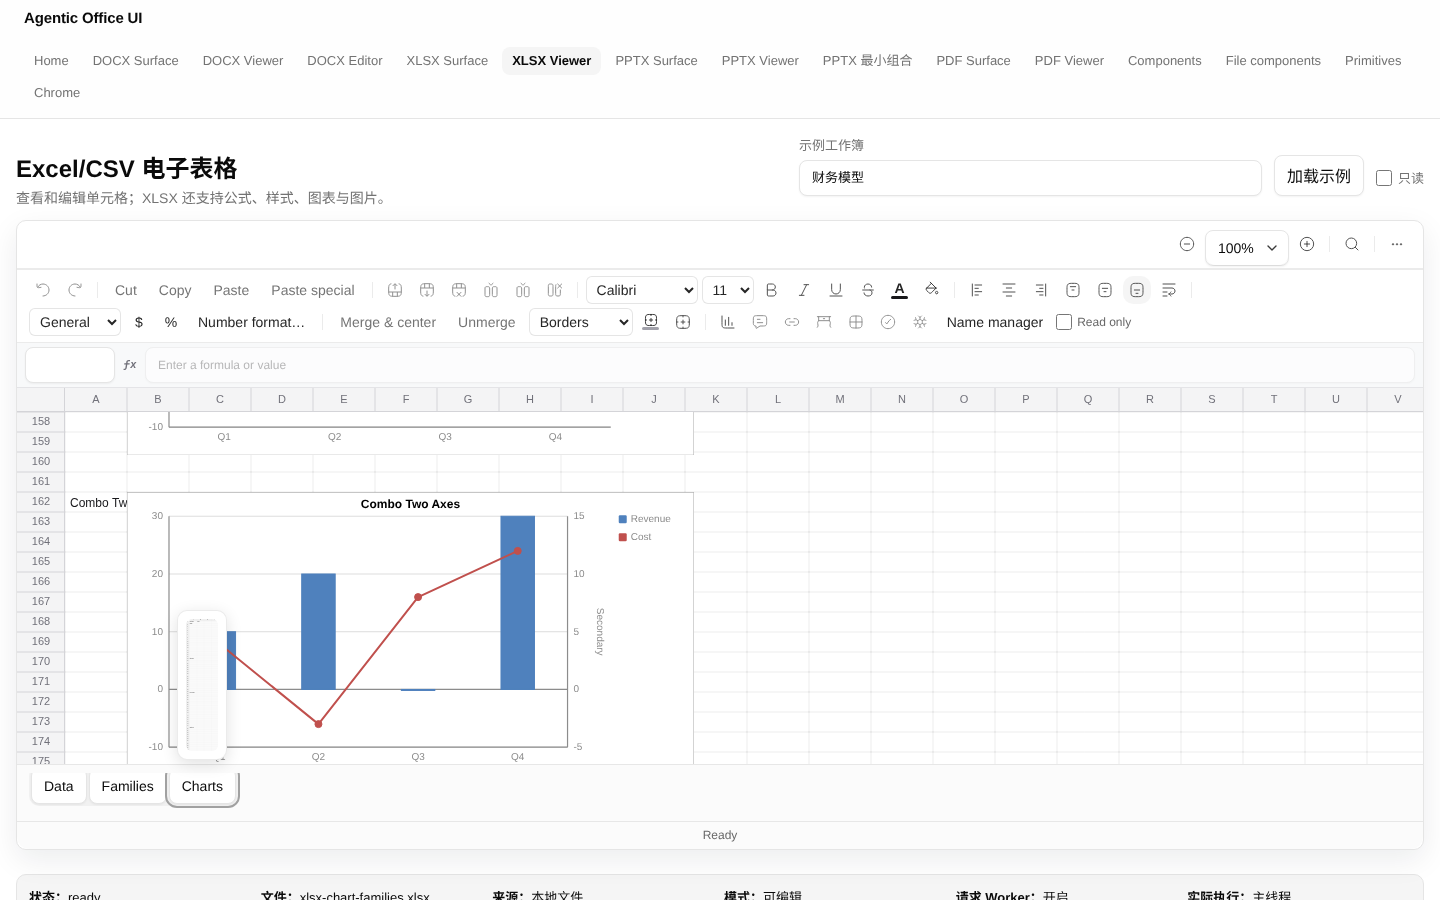 Agentic Office UI
Home DOCX Surface DOCX Viewer DOCX Editor XLSX Surface XLSX Viewer PPTX Surface PPTX Viewer PPTX 最小组合 PDF Surface PDF Viewer Components File components Primitives
Chrome
示例工作簿
Excel/CSV 电子表格
财务模型 加载示例 只读
查看和编辑单元格；XLSX 还支持公式、样式、图表与图片。
100%
Cut Copy Paste Paste special Calibri 11 A
General $ % Number format… Merge & center Unmerge Borders Name manager Read only
fx Enter a formula or value
A B C D E F G H I J K L M N O P Q R S T U V
158 -10
159 Q1 Q2 Q3 Q4
160
161
162 Combo Tw Combo Two Axes
163 30 15 Revenue
164 Cost
165
166 20 10
167
168
169 10 5 Secondary
170
171
172 0 0
173
174
175 -10 -5
Q2 Q3 Q4
Data Families Charts
Ready
状态：ready 文件：xlsx-chart-families.xlsx 来源：本地文件 模式：可编辑 请求 Worker：开启 实际执行：主线程